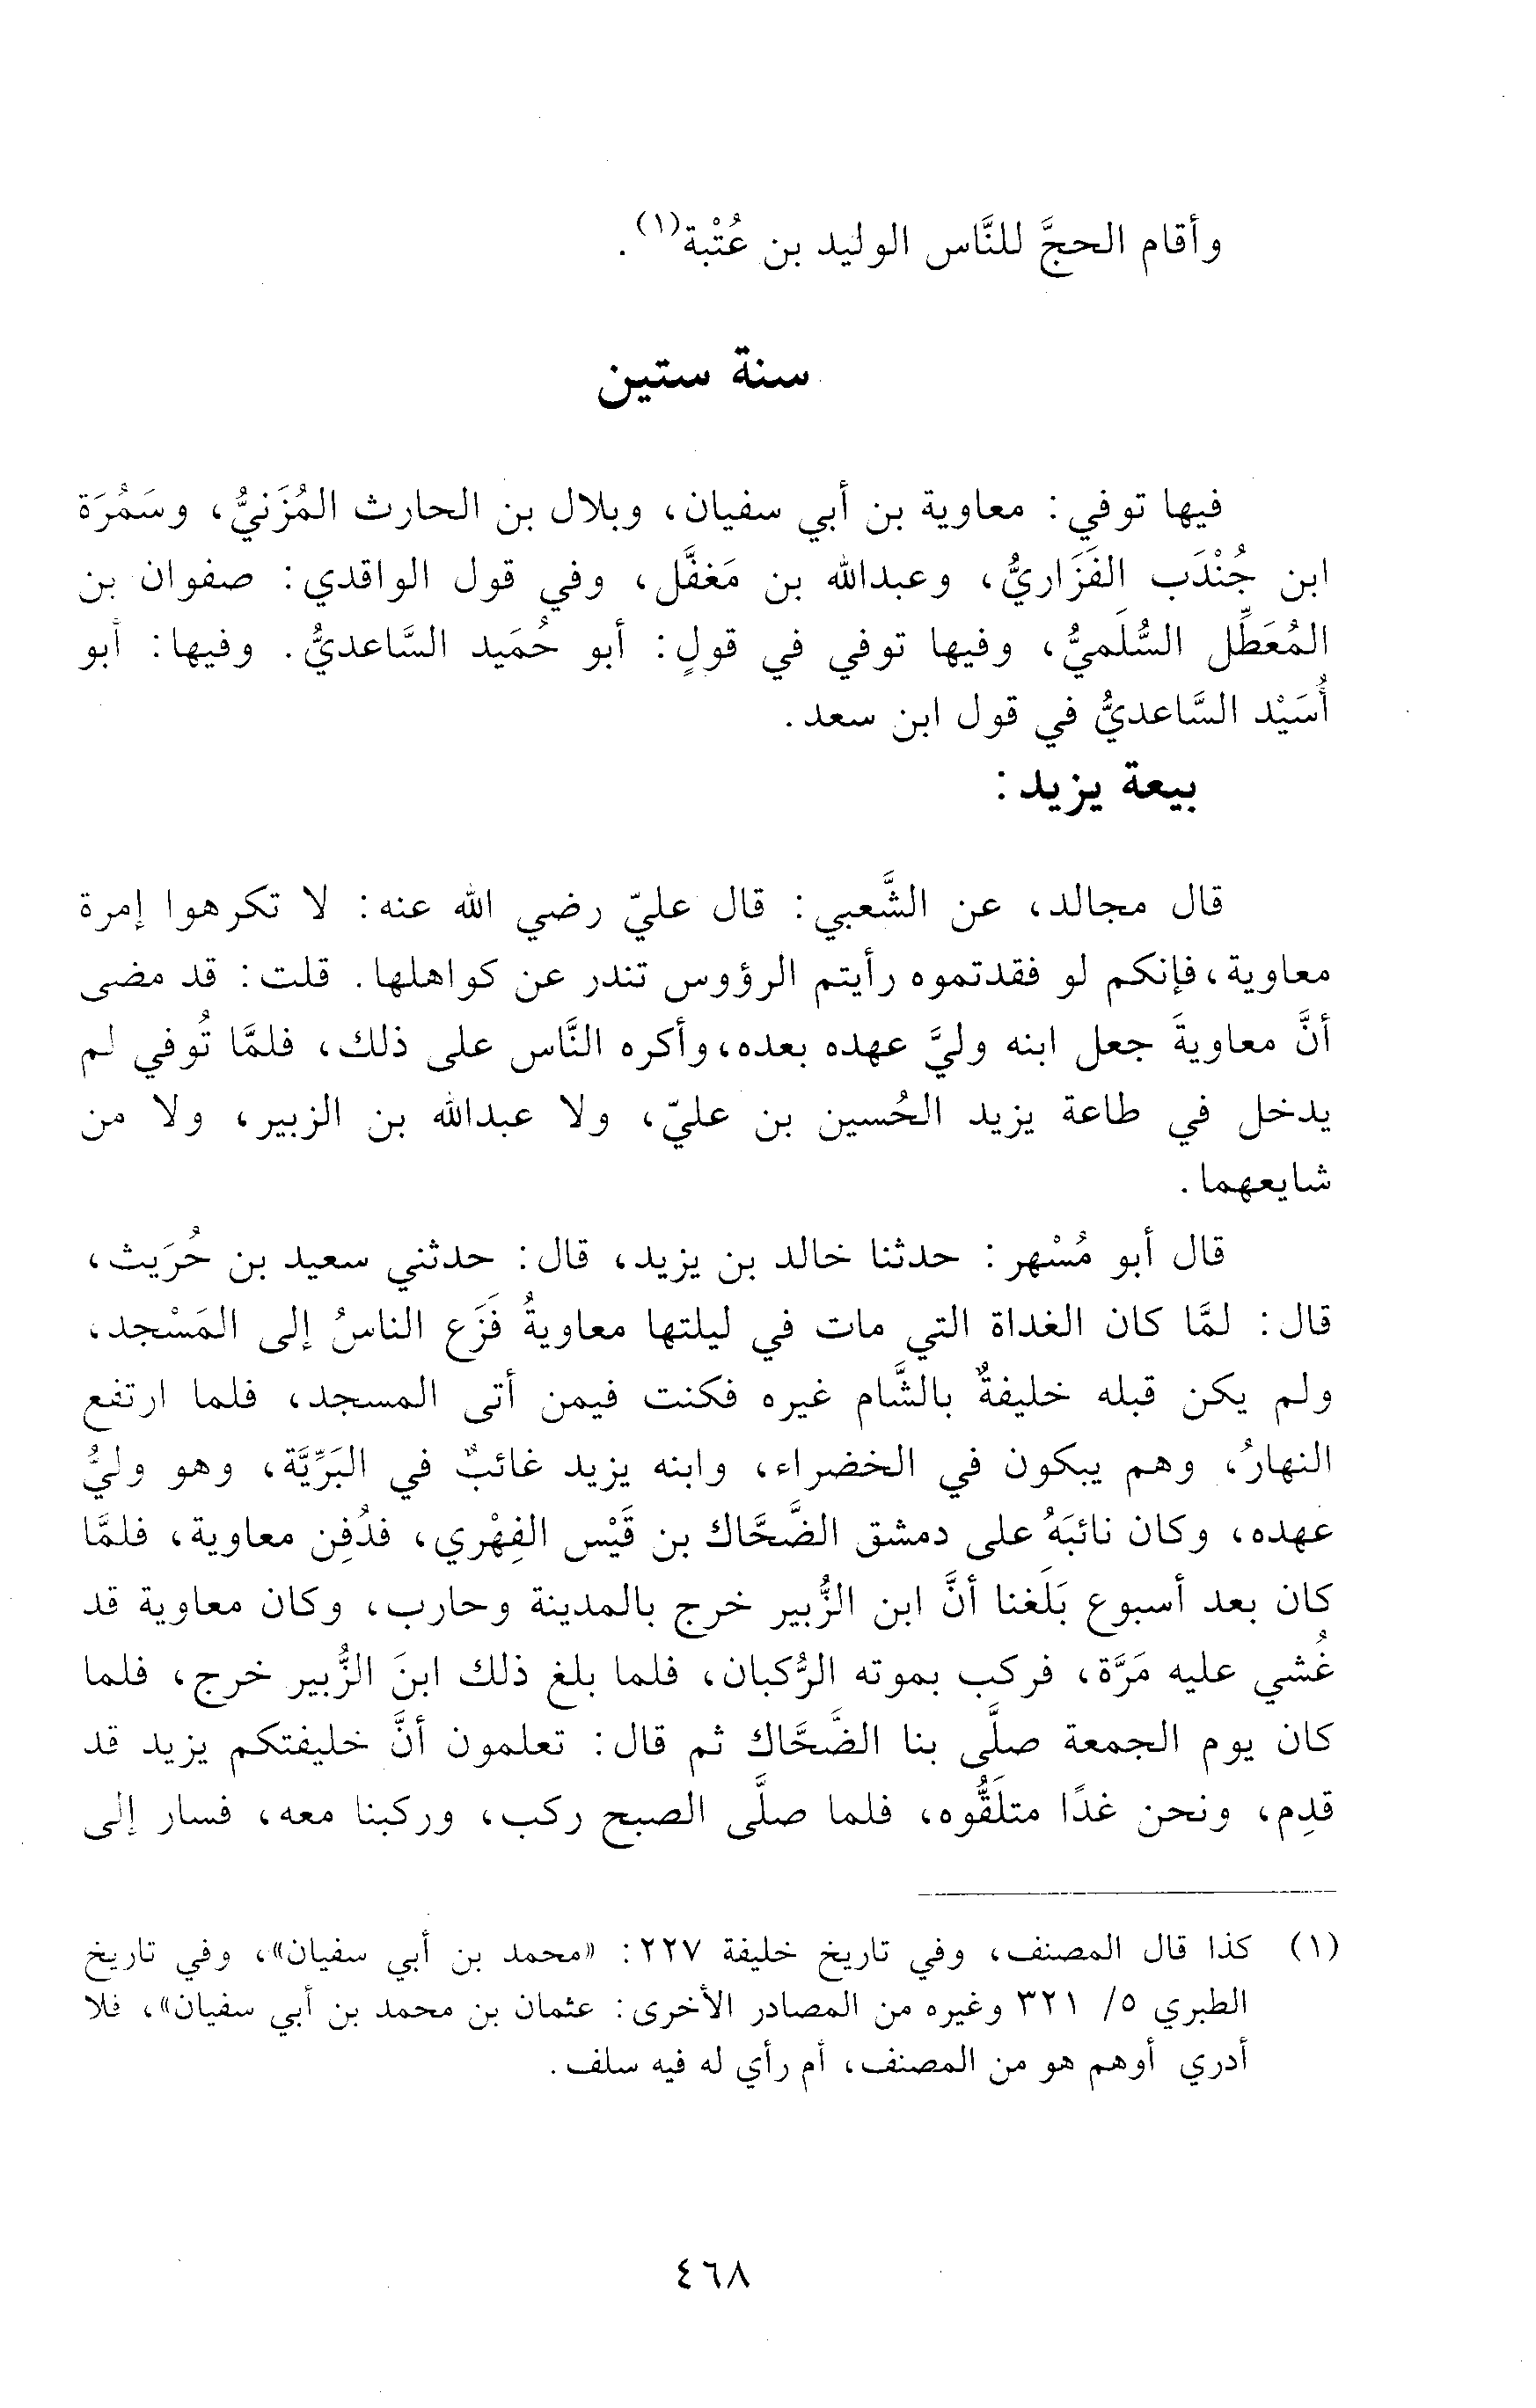 وأقام الحجَّ للنَّاس الوليد بن عُتْبة(١).
سنة ستين
فيها توفي: معاوية بن أبي سفيان، وبلال بن الحارث المُزَنيُّ، وسَمُرَة
ابن جُنْدَب الفَزَاريُّ، وعبدالله بن مَغفَّل، وفي قول الواقدي: صفوان بن
المُعَطِّل السُّلَميُّ، وفيها توفي في قولٍ: أبو حُمَيد السَّاعديُّ. وفيها: أبو
أُسَيْد السَّاعديُّ في قول ابن سعد.
بيعة يزيد:
قال مجالد، عن الشَّعبي: قال عليّ رضي الله عنه: لا تكرهوا إمرة
معاوية، فإنكم لو فقدتموه رأيتم الرؤوس تندر عن كواهلها. قلت: قد مضى
أنَّ معاويةَ جعل ابنه وليَّ عهده بعده، وأكره النَّاس على ذلك، فلمَّا تُوفي لم
يدخل في طاعة يزيد الحُسين بن عليّ، ولا عبدالله بن الزبير، ولا من
شايعهما.
قال أبو مُسْهر: حدثنا خالد بن يزيد، قال: حدثني سعيد بن حُرَيث،
قال: لمَّا كان الغداة التي مات في ليلتها معاويةُ فَزَع الناسُ إلى المَسْجد،
ولم يكن قبله خليفةٌ بالشَّام غيره فكنت فيمن أتى المسجد، فلما ارتفع
النهارُ، وهم يبكون في الخضراء، وابنه يزيد غائبٌ في البَرِّيَّة، وهو وليُّ
عهده، وكان نائبَهُ على دمشق الضَّحَّاك بن قَيْس الفِهْري، فدُفِن معاوية، فلمَّا
كان بعد أسبوع بَلَغنا أنَّ ابن الزُّبير خرج بالمدينة وحارب، وكان معاوية قد
غُشي عليه مَرَّة، فركب بموته الرُّكبان، فلما بلغ ذلك ابنَ الزُّبير خرج، فلما
كان يوم الجمعة صلَّى بنا الضَّحَّاك ثم قال: تعلمون أنَّ خليفتكم يزيد قد
قدِم، ونحن غدًا متلَقُّوه، فلما صلَّى الصبح ركب، وركبنا معه، فسار إلى
(١) كذا قال المصنف، وفي تاريخ خليفة ٢٢٧: «محمد بن أبي سفيان»، وفي تاريخ
الطبري ٥/ ٣٢١ وغيره من المصادر الأخرى: عثمان بن محمد بن أبي سفيان»، فلا
أدري أوهم هو من المصنف، أم رأي له فيه سلف.
٤٦٨